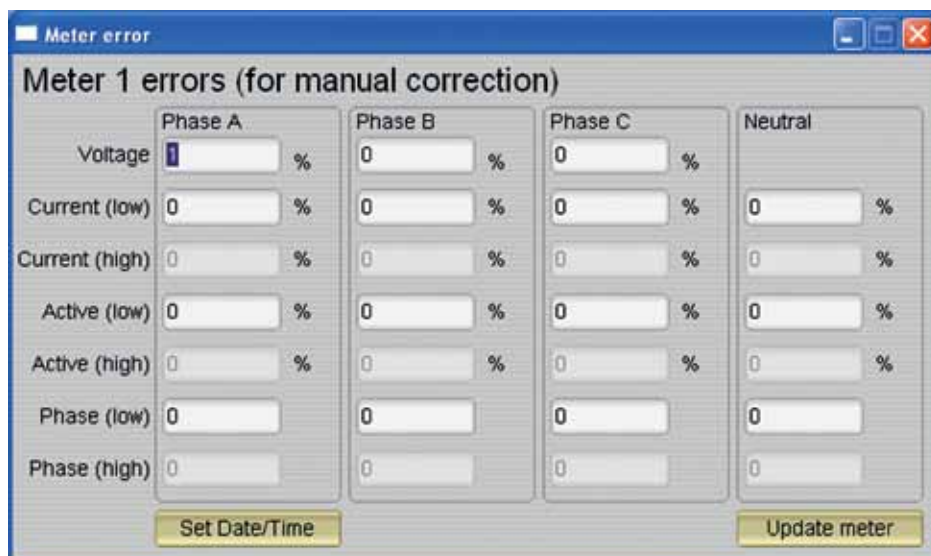 Meter error
Meter 1 errors (for manual correction)
Phase A Phase B Phase C Neutral
Voltage 1 % 0 % 0 %
Current (low) 0 % 0 % 0 % 0 %
Current (high) 0 % 0 % 0 % 0 %
Active (low) 0 % 0 % 0 % 0 %
Active (high) 0 % 0 % 0 % 0 %
Phase (low) 0 0 0 0
Phase (high) 0 0 0 0
Set Date/Time Update meter